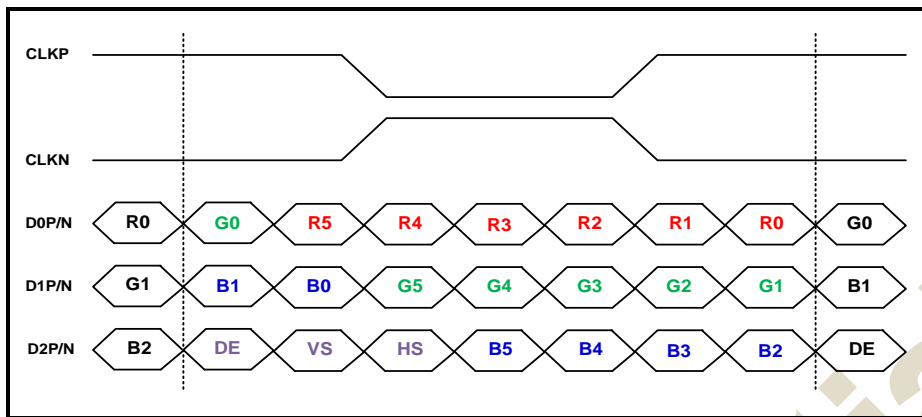 CLKP
CLKN
D0P/N R0 G0 R5 R4 R3 R2 R1 R0 G0
D1P/N G1 B1 B0 G5 G4 G3 G2 G1 B1
D2P/N B2 DE VS HS B5 B4 B3 B2 DE